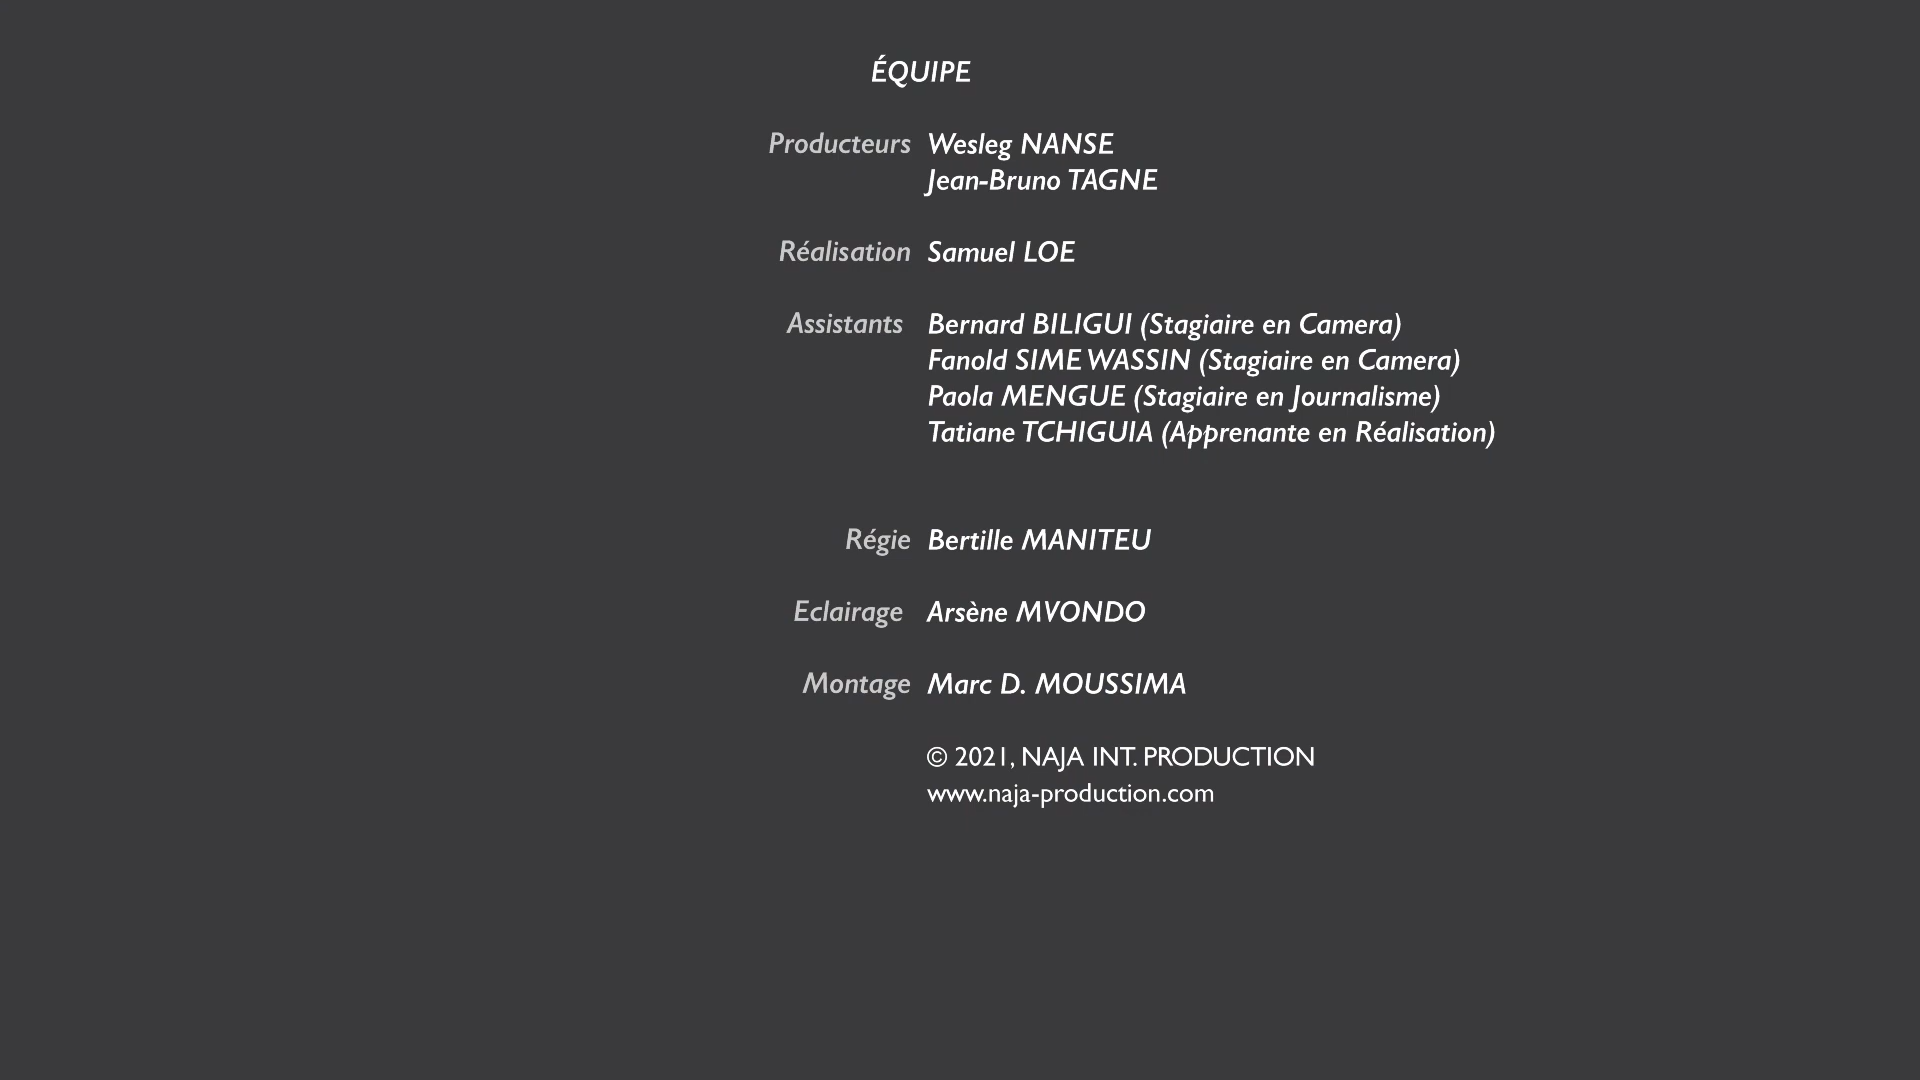 ÉQUIPE
Producteurs Wesleg NANSE
Jean-Bruno TAGNE
Réalisation Samuel LOE
Assistants Bernard BILIGUI (Stagiaire en Camera)
Fanold SIME WASSIN (Stagiaire en Camera)
Paola MENGUE (Stagiaire en Journalisme)
Tatiane TCHIGUIA (Apprenante en Réalisation)
Régie Bertille MANITEU
Eclairage Arsène MVONDO
Montage Marc D. MOUSSIMA
© 2021, NAJA INT. PRODUCTION
www.naja-production.com